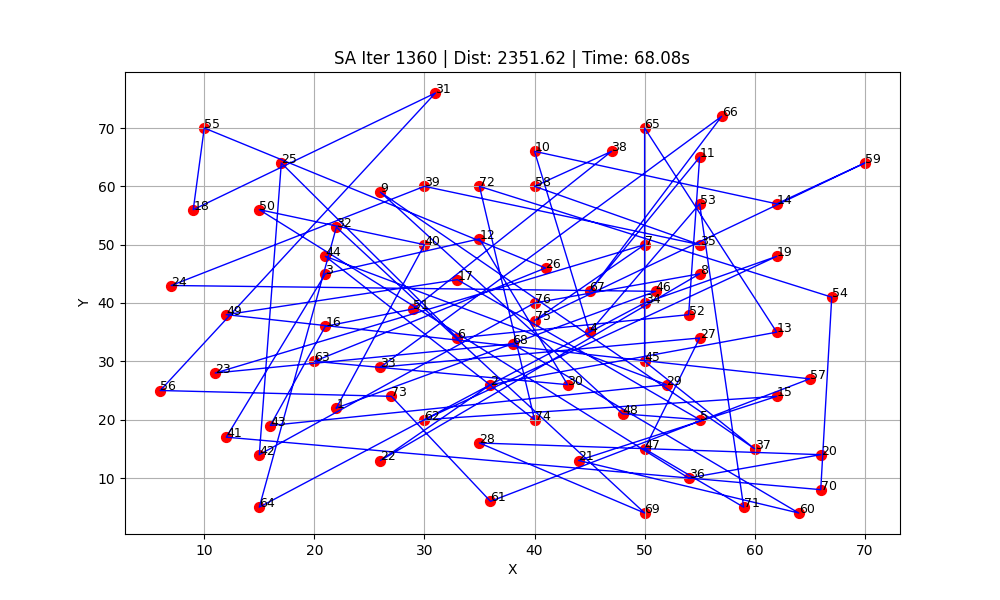 SA Iter 1360 | Dist: 2351.62 | Time: 68.08s
31
66
70 55 65
10 38 11
25 59
60 9 39 72 58
18 50 53 14
32
50 40 12 7 35
44 19
3 17 26 8
24 67 46 54
40 49 51 76 34
Y
16 75 4 52 13
6 68 27
30 63 33 45
23 57
56 73 2 30 29 15
20 1 62 74 48 5
43
41 28 47 37
42 22 21 20
10 36 70
64 61 69 71 60
10 20 30 40 50 60 70
X